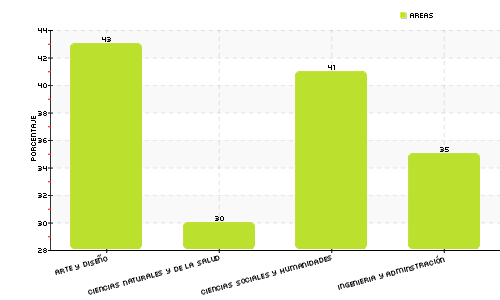 AREAS
44
42
40
38
36
34
32
30
28
PORCENTAJE
43
30
41
35
ARTE Y DISEÑO
CIENCIAS NATURALES Y DE LA SALUD
CIENCIAS SOCIALES Y HUMANIDADES
INGENIERIA Y ADMINSTRACIÓN